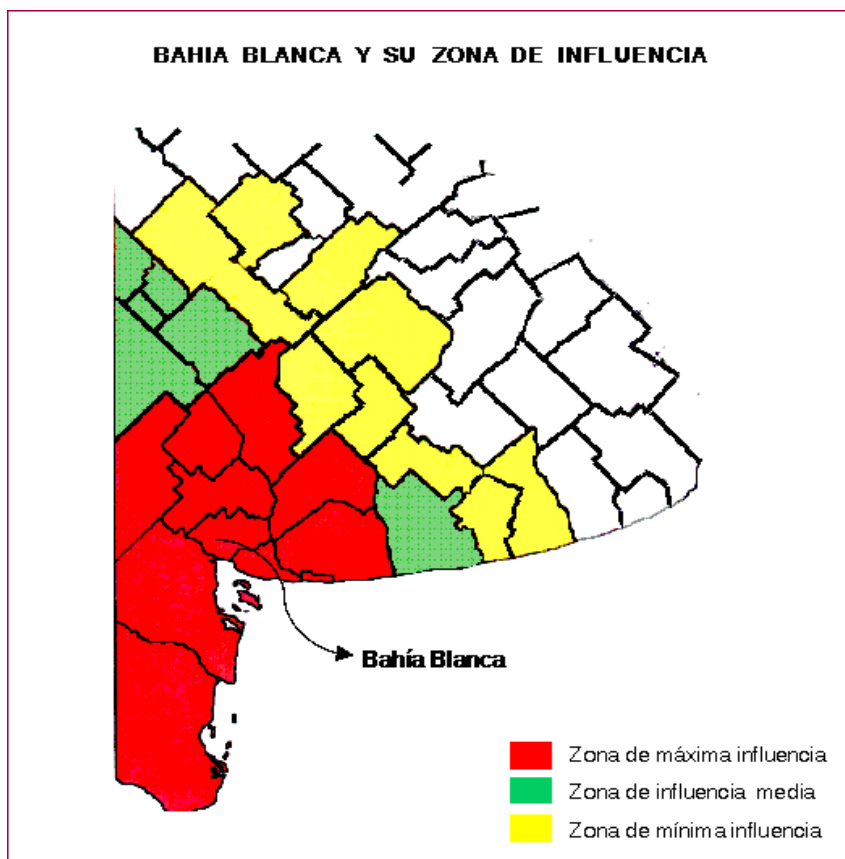 BAHIA BLANCA Y SU ZONA DE INFLUENCIA
Bahía Blanca
Zona de máxima influencia
Zona de influencia media
Zona de mínima influencia